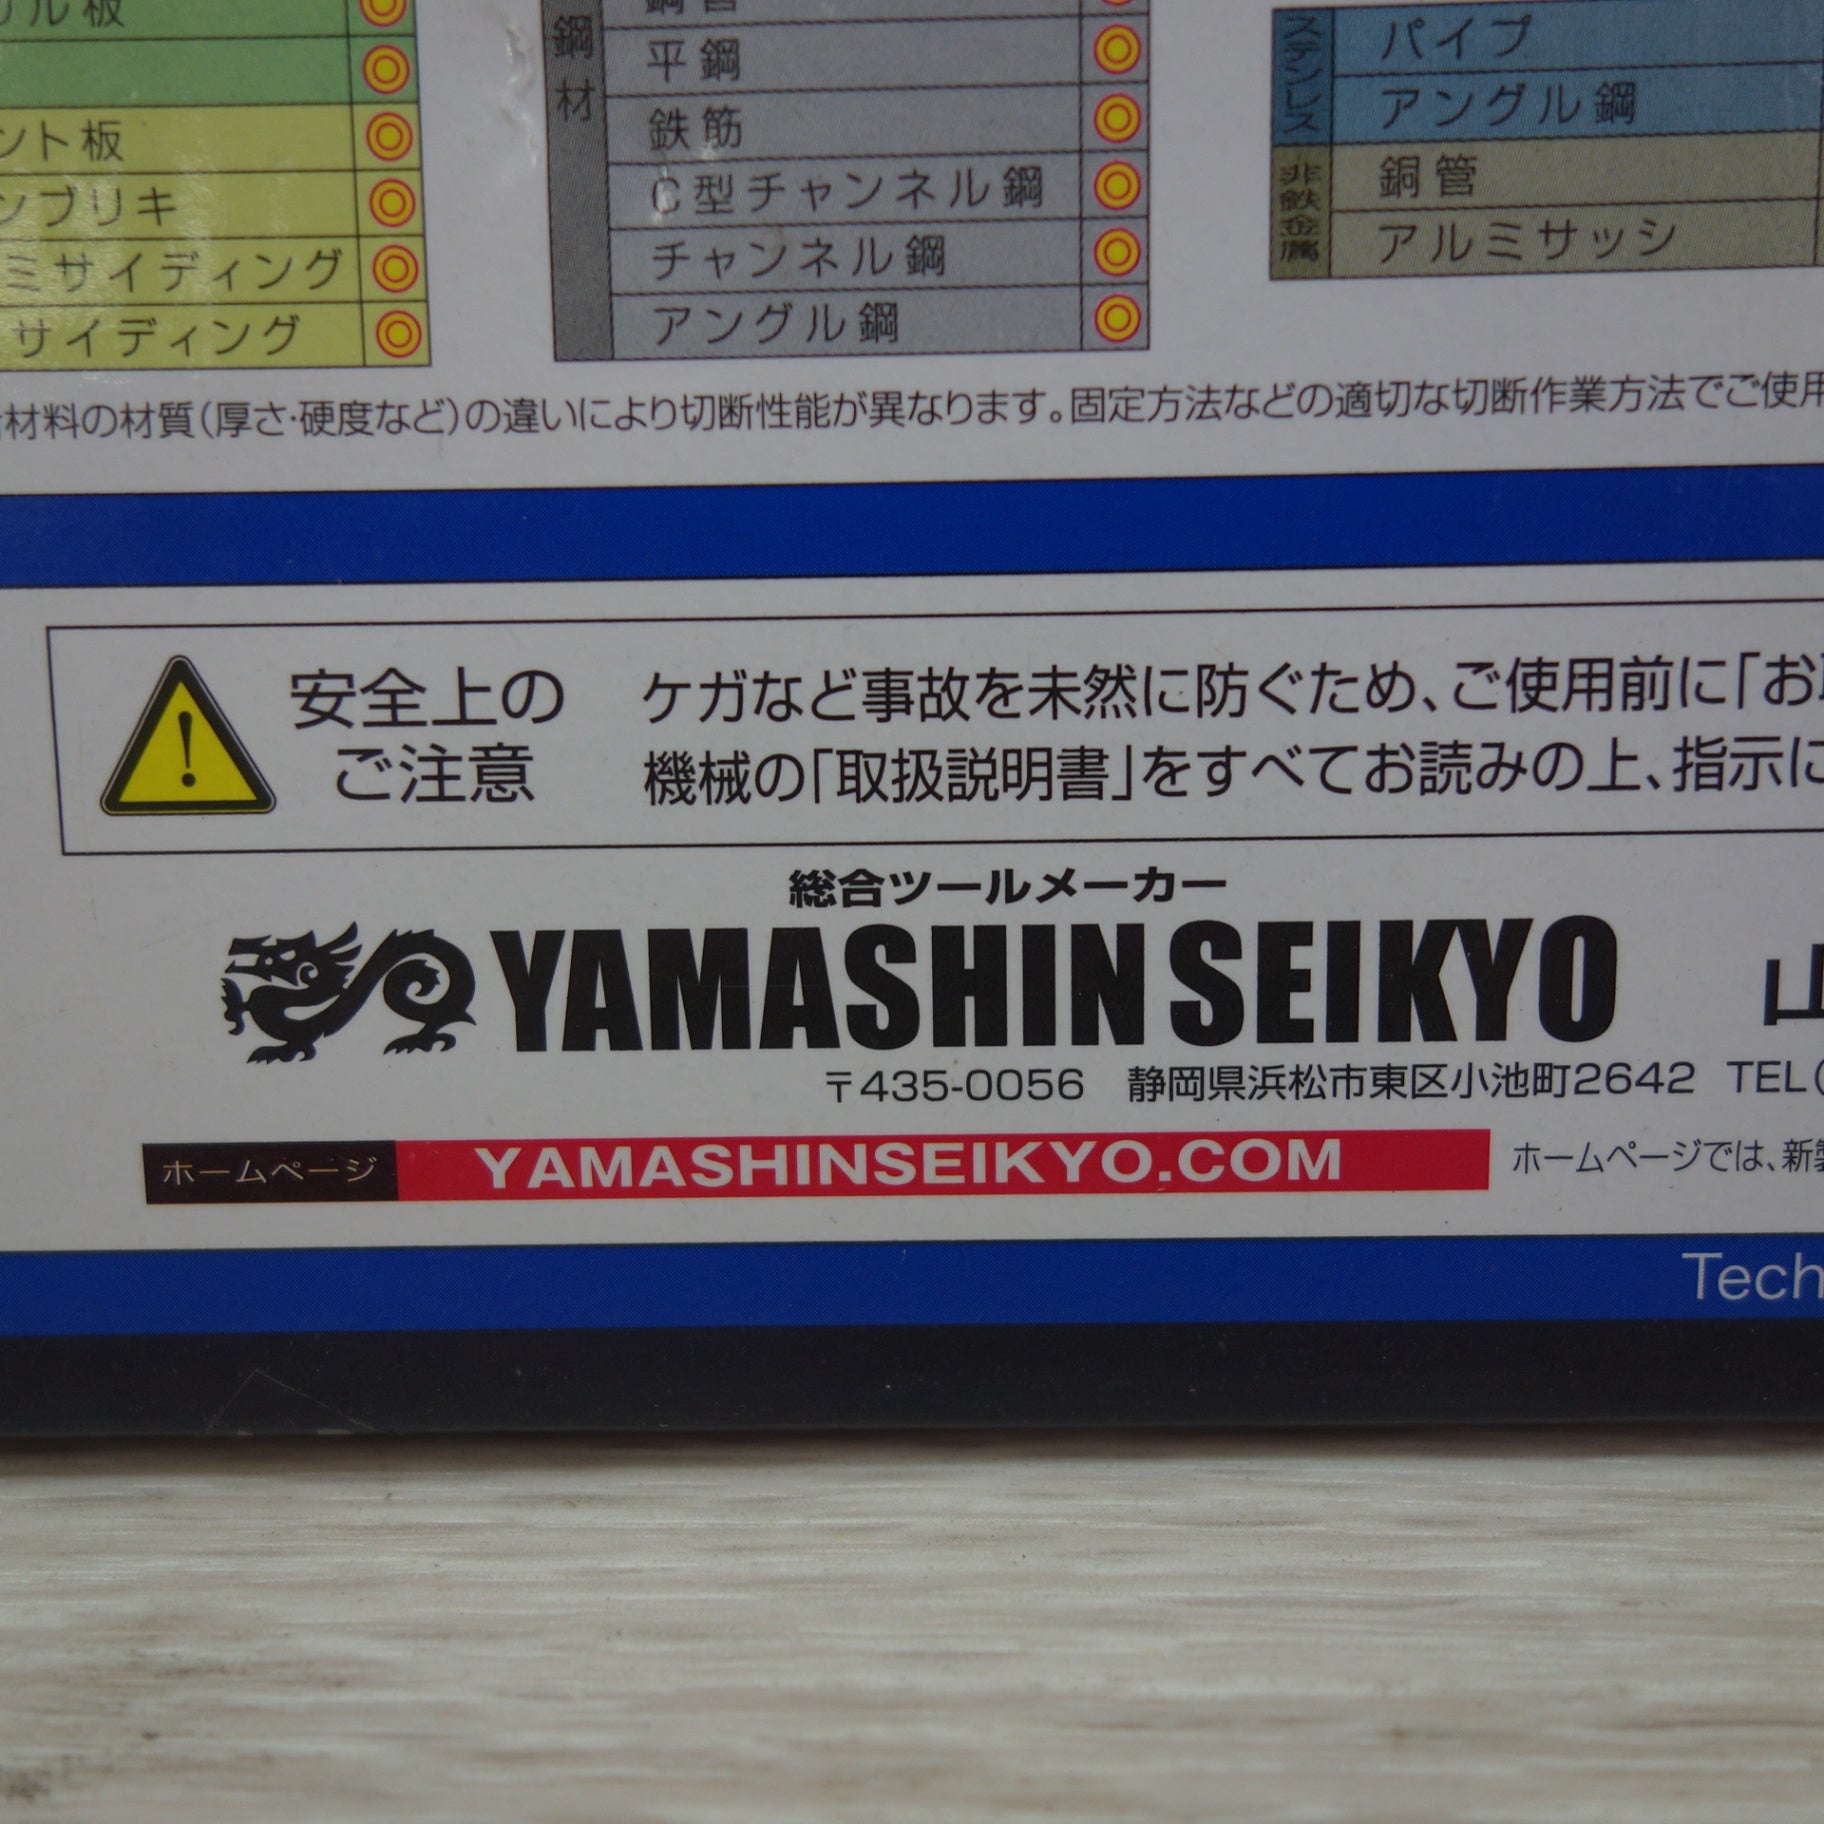 ル板
ント板
ンブリキ
ミサイディング
サイディング
鋼材
鋼管
平鋼
鉄筋
C型チャンネル鋼
チャンネル鋼
アングル鋼
ステンレス
パイプ
アングル鋼
非鉄金属
銅管
アルミサッシ
材料の材質(厚さ・硬度など)の違いにより切断性能が異なります。固定方法などの適切な切断作業方法でご使用
安全上の
ご注意
ケガなど事故を未然に防ぐため、ご使用前に「お
機械の「取扱説明書」をすべてお読みの上、指示に
総合ツールメーカー
YAMASHIN SEIKYO 山
〒435-0056 静岡県浜松市東区小池町2642 TEL(
ホームページ YAMASHINSEIKYO.COM ホームページでは、新
Tech